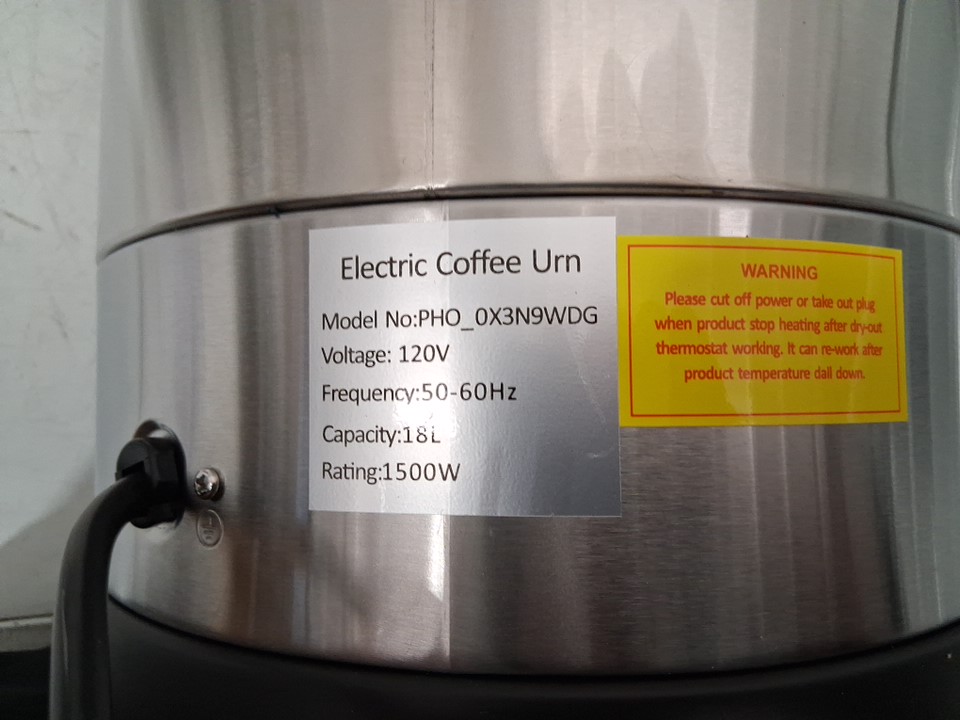 Electric Coffee Urn
Model No:PHO_0X3N9WDG
Voltage: 120V
Frequency:50-60Hz
Capacity:18L
Rating:1500W
WARNING
Please cut off power or take out plug
when product stop heating after dry-out
thermostat working. It can re-work after
product temperature dail down.